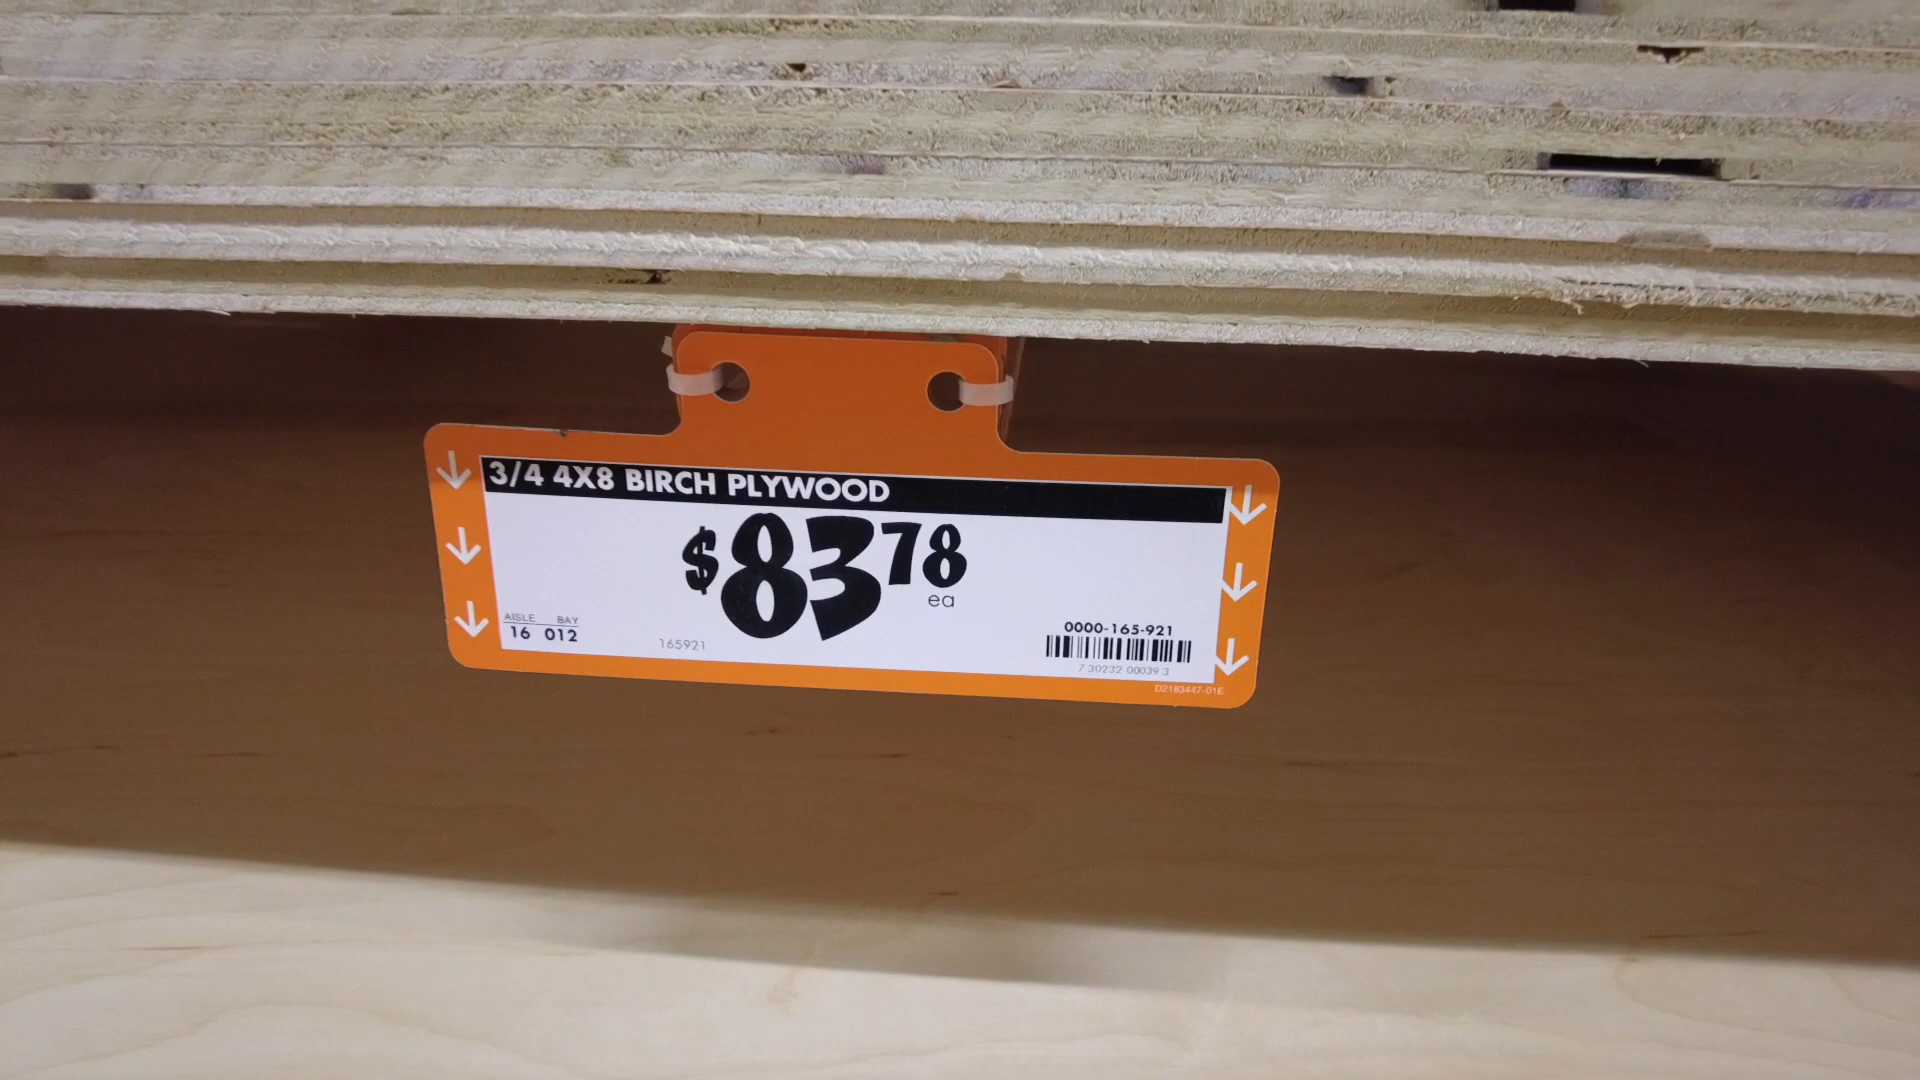 3/4 4X8 BIRCH PLYWOOD
$83 78
ea
AISLE BAY
16 012
165921
0000-165-921
7 30232 00039 3
D2183447-01E